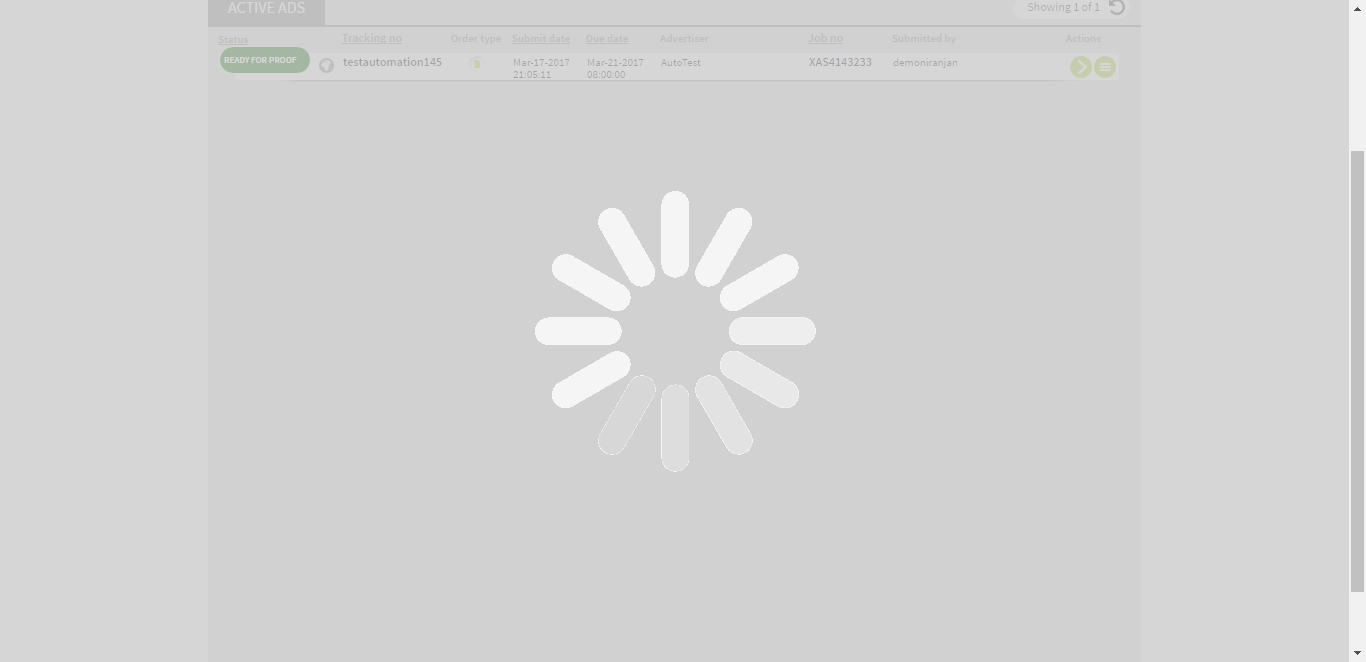 ACTIVE ADS
Showing 1 of 1
Status Tracking no Order type Submit date Due date Advertiser Job no Submitted by Actions
READY FOR PROOF testautomation145 Mar-17-2017 Mar-21-2017 AutoTest XAS4143233 demoniranjan
21:05:11 08:00:00